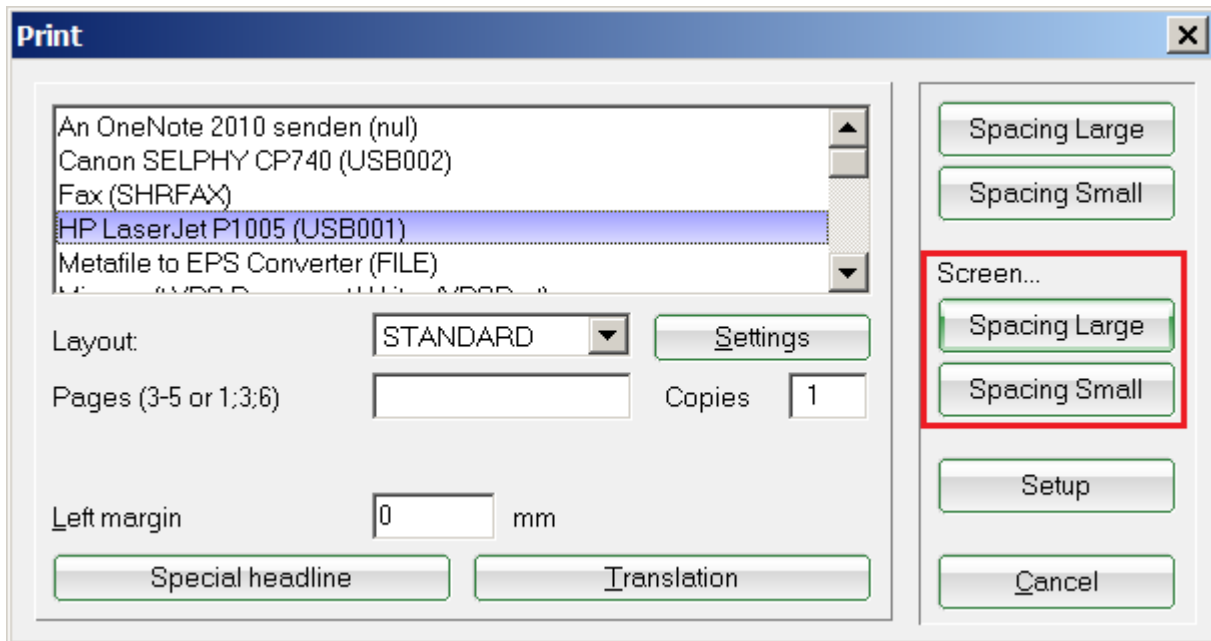 Print
An OneNote 2010 senden (nul)
Canon SELPHY CP740 (USB002)
Fax (SHRFAX)
HP LaserJet P1005 (USB001)
Metafile to EPS Converter (FILE)
Layout:
STANDARD
Settings
Pages (3-5 or 1;3;6)
Copies
1
Left margin
0
mm
Special headline
Translation
Spacing Large
Spacing Small
Screen...
Spacing Large
Spacing Small
Setup
Cancel